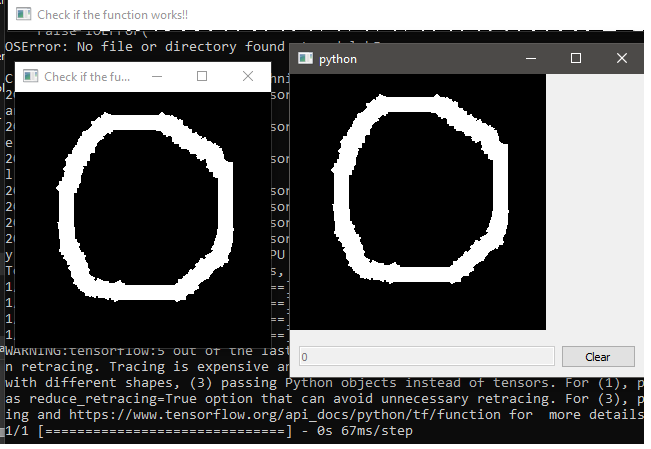 Check if the function works!!
OSError: No file or directory found
Check if the fu...
python
0
Clear
WARNING:tensorflow:5 out of the last
n retracing. Tracing is expensive an
with different shapes, (3) passing Python objects instead of tensors. For (1), p
as reduce_retracing=True option that can avoid unnecessary retracing. For (3), p
ing and https://www.tensorflow.org/api_docs/python/tf/function for more details
1/1 [==============================] - 0s 67ms/step